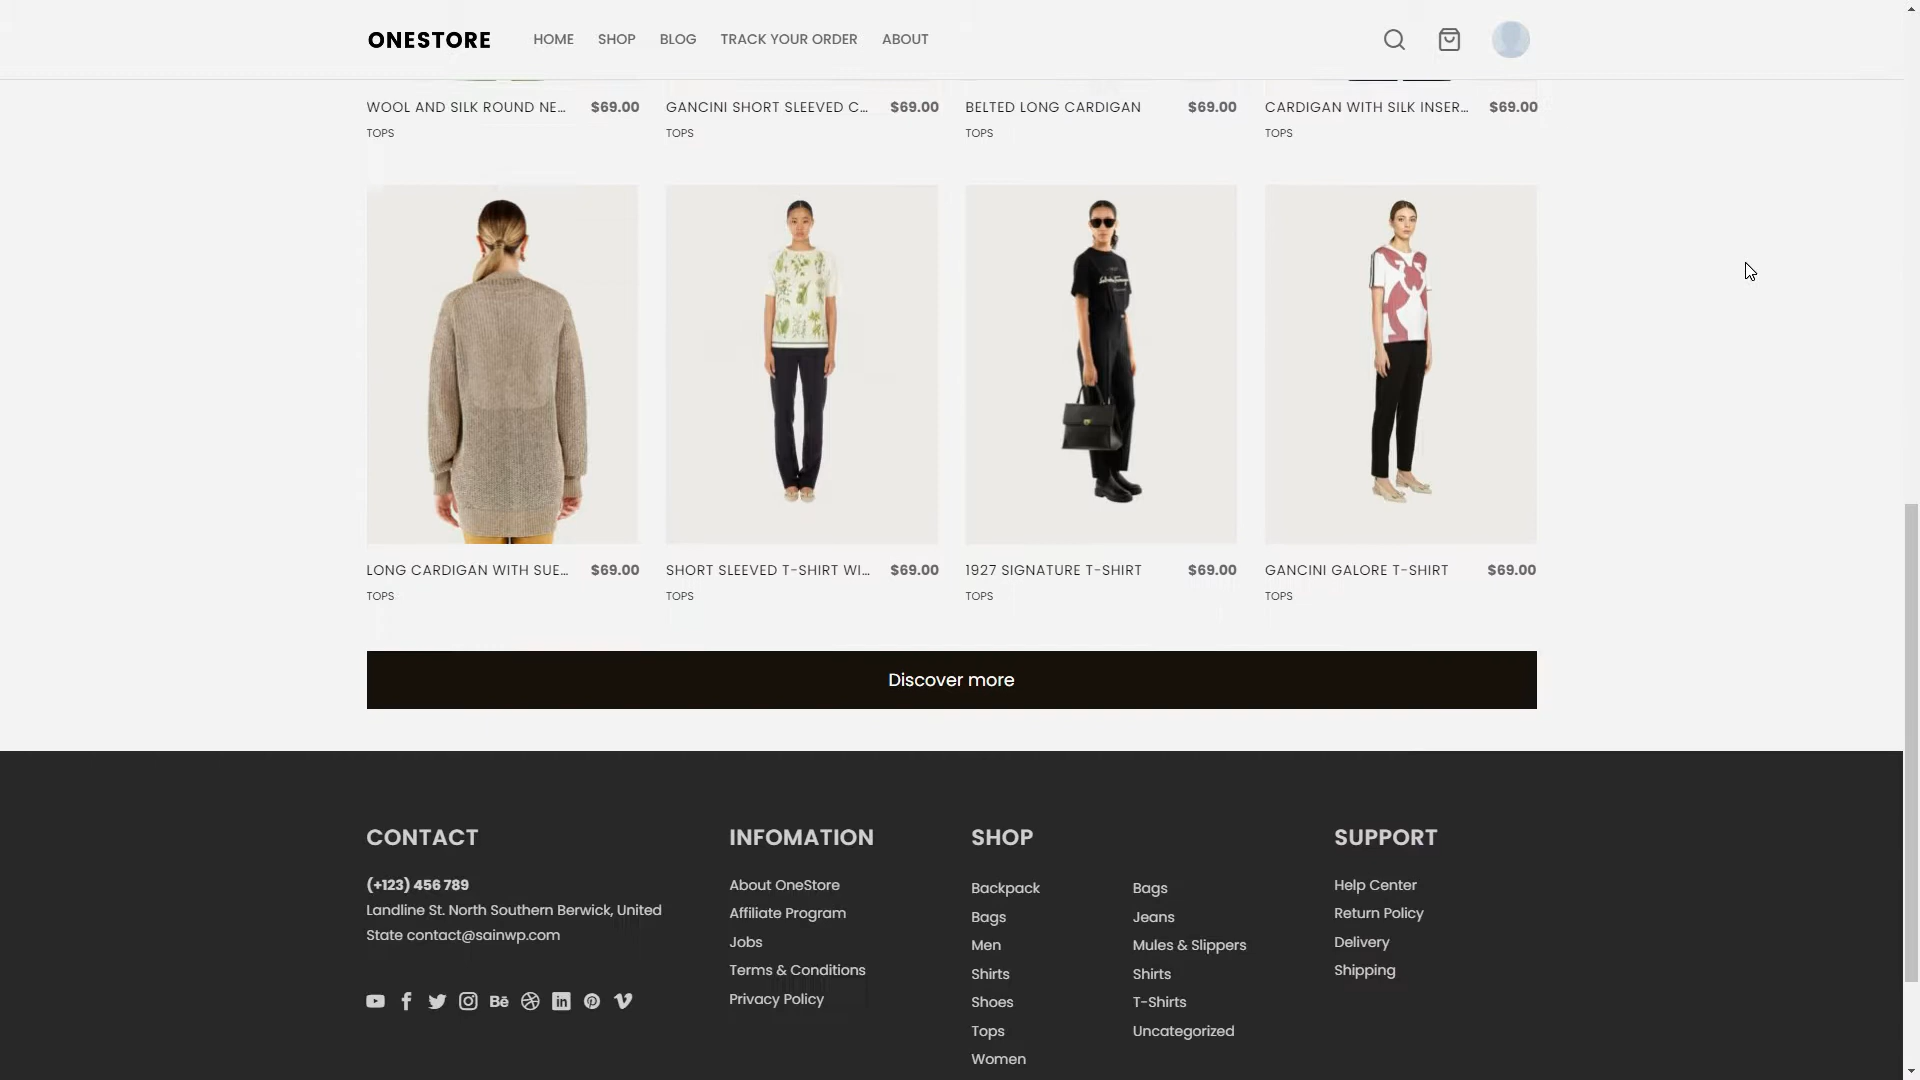 ONESTORE HOME SHOP BLOG TRACK YOUR ORDER ABOUT
WOOL AND SILK ROUND NE... $69.00
TOPS
GANCINI SHORT SLEEVED C... $69.00
TOPS
BELTED LONG CARDIGAN $69.00
TOPS
CARDIGAN WITH SILK INSER... $69.00
TOPS
LONG CARDIGAN WITH SUE... $69.00
TOPS
SHORT SLEEVED T-SHIRT WI... $69.00
TOPS
1927 SIGNATURE T-SHIRT $69.00
TOPS
GANCINI GALORE T-SHIRT $69.00
TOPS
Discover more
CONTACT
(+123) 456 789
Landline St. North Southern Berwick, United
State contact@sainwp.com
Bē
INFOMATION
About OneStore
Affiliate Program
Jobs
Terms & Conditions
Privacy Policy
SHOP
Backpack
Bags
Men
Shirts
Shoes
Tops
Women
Bags
Jeans
Mules & Slippers
Shirts
T-Shirts
Uncategorized
SUPPORT
Help Center
Return Policy
Delivery
Shipping